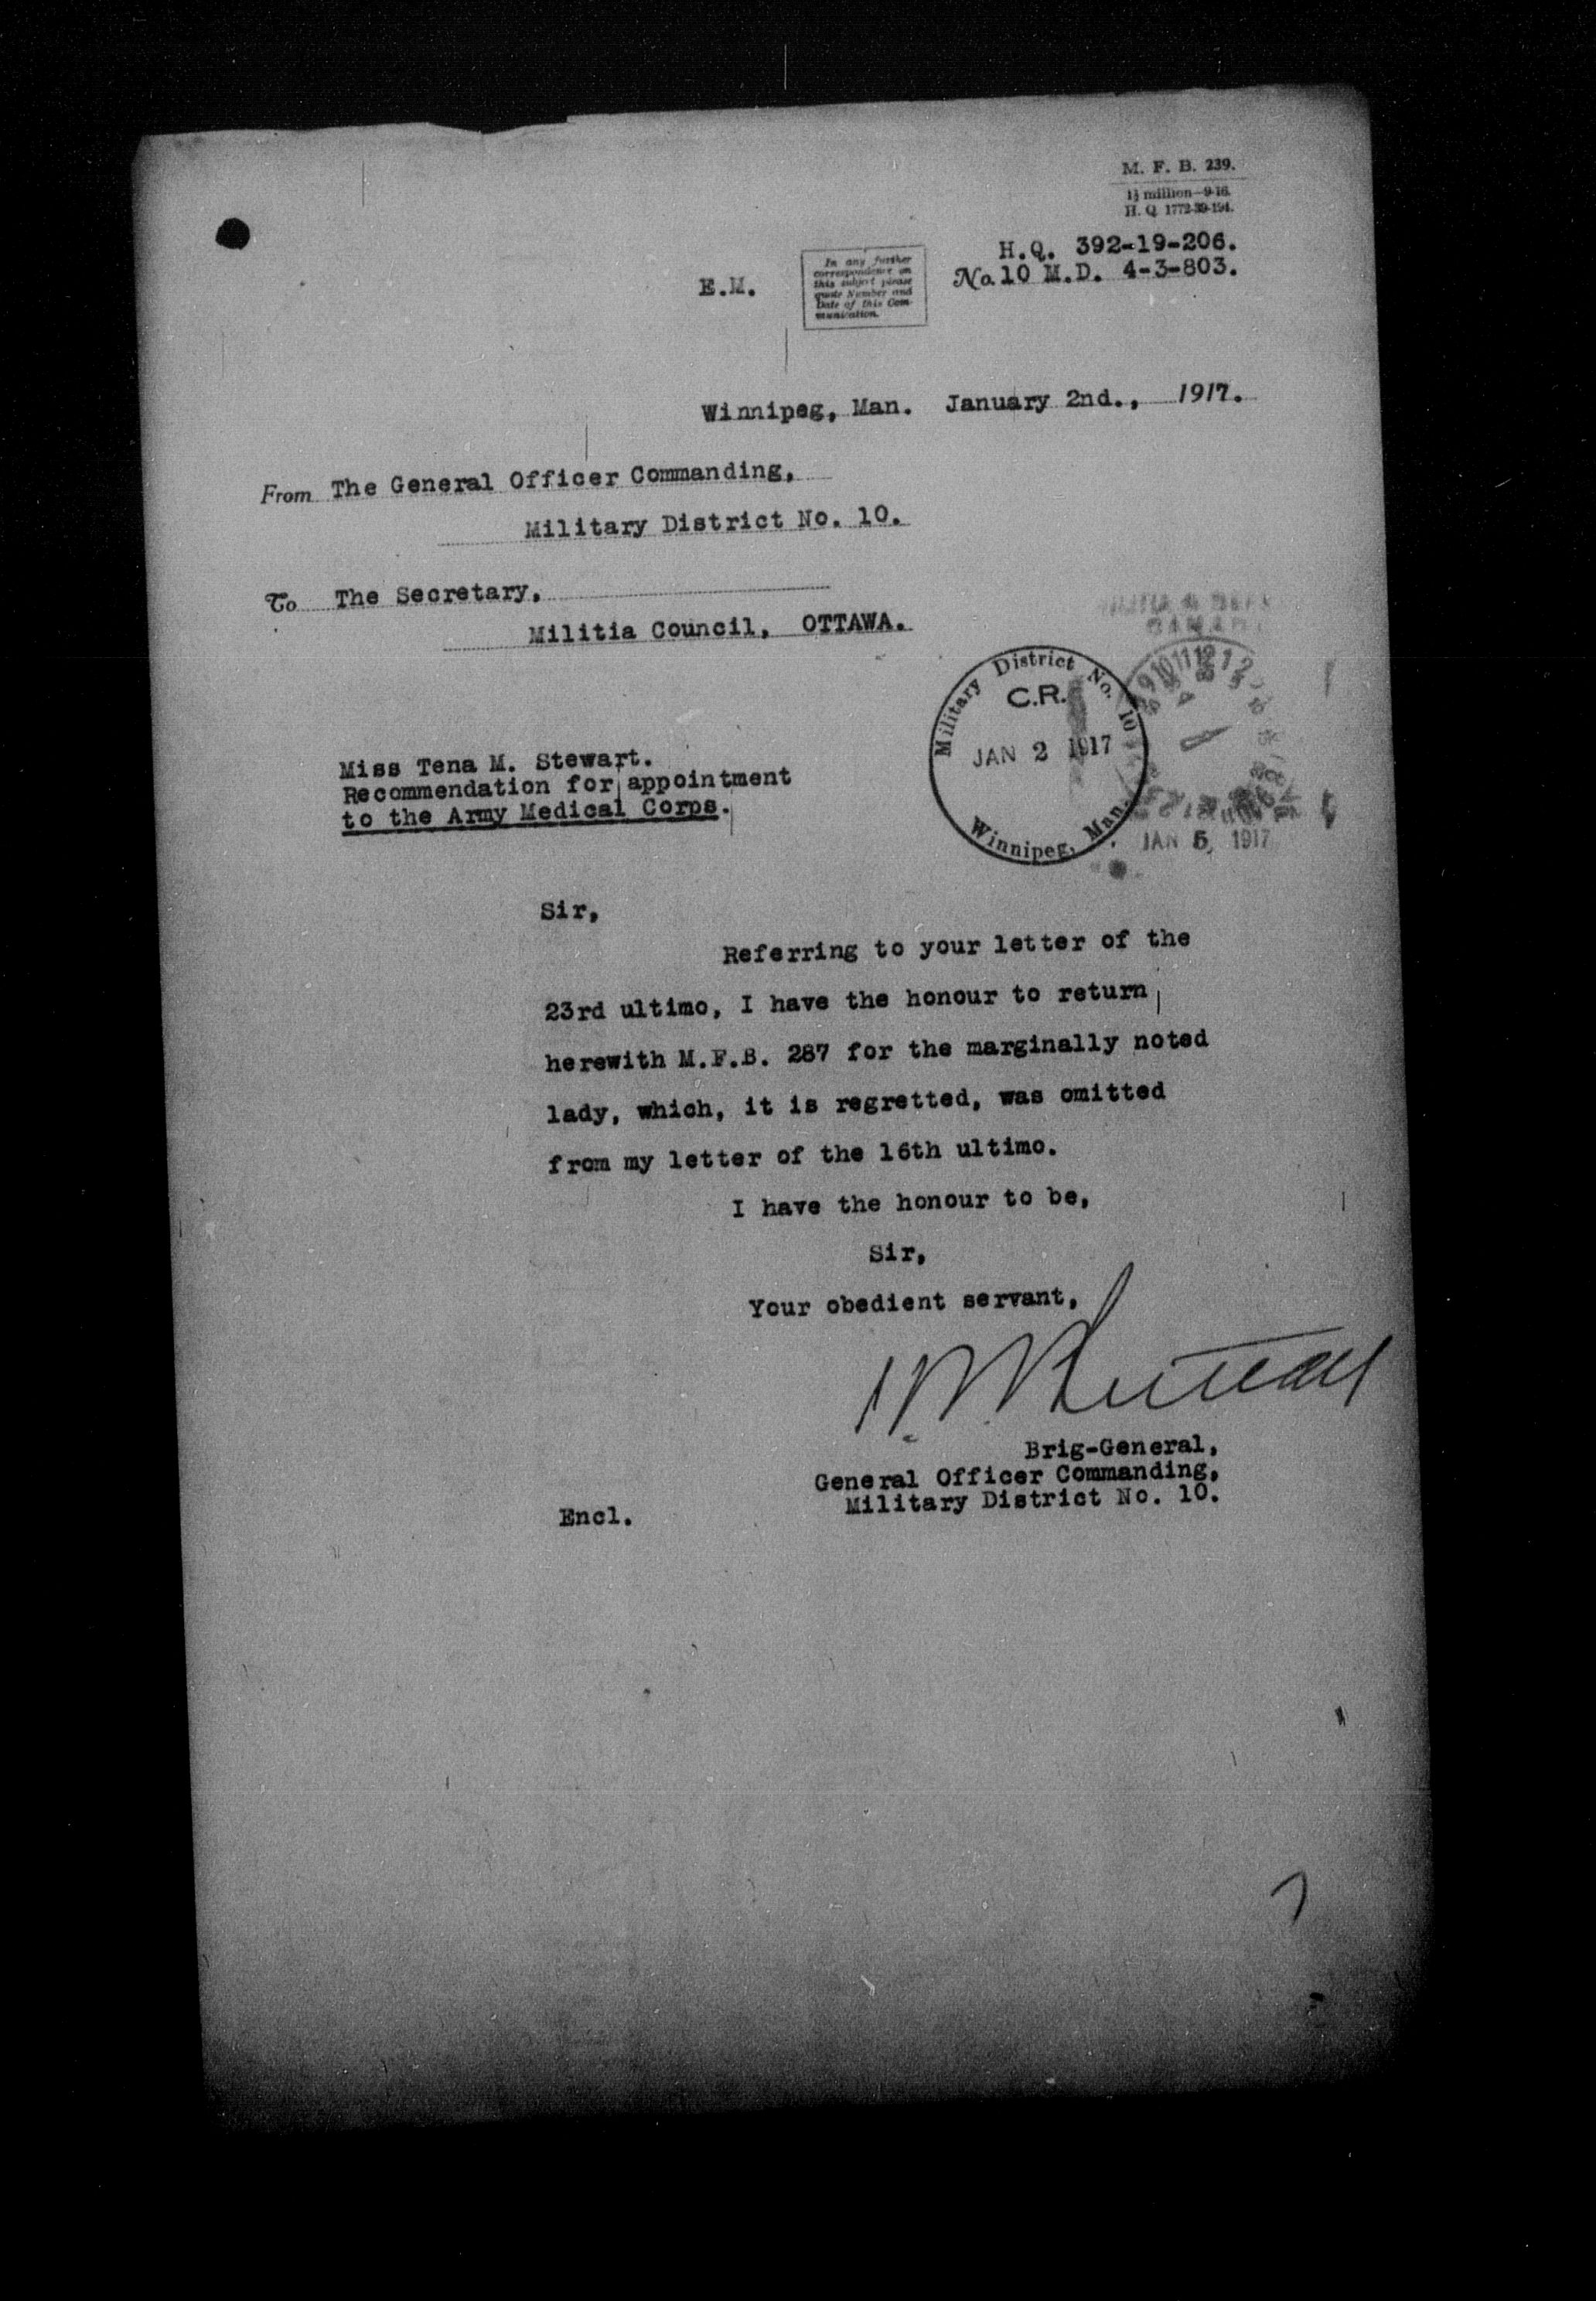 M. F. B. 239.
1½ million—9-16.
H. Q. 1772-39-194.
H.Q. 392-19-206.
E.M.
In any further
correspondence on
this subject please
quote Number and
Date of this Com-
munication.
No. 10 M.D. 4-3-803.
Winnipeg, Man. January 2nd., 1917.
From The General Officer Commanding,
Military District No. 10.
To The Secretary,
Militia Council, OTTAWA.
Military District No. 10
C.R.
JAN 2 1917
Winnipeg, Man.
JAN 5, 1917
Miss Tena M. Stewart.
Recommendation for appointment
to the Army Medical Corps.
Sir,
Referring to your letter of the
23rd ultimo, I have the honour to return
herewith M.F.B. 287 for the marginally noted
lady, which, it is regretted, was omitted
from my letter of the 16th ultimo.
I have the honour to be,
Sir,
Your obedient servant,
Brig-General,
General Officer Commanding,
Military District No. 10.
Encl.